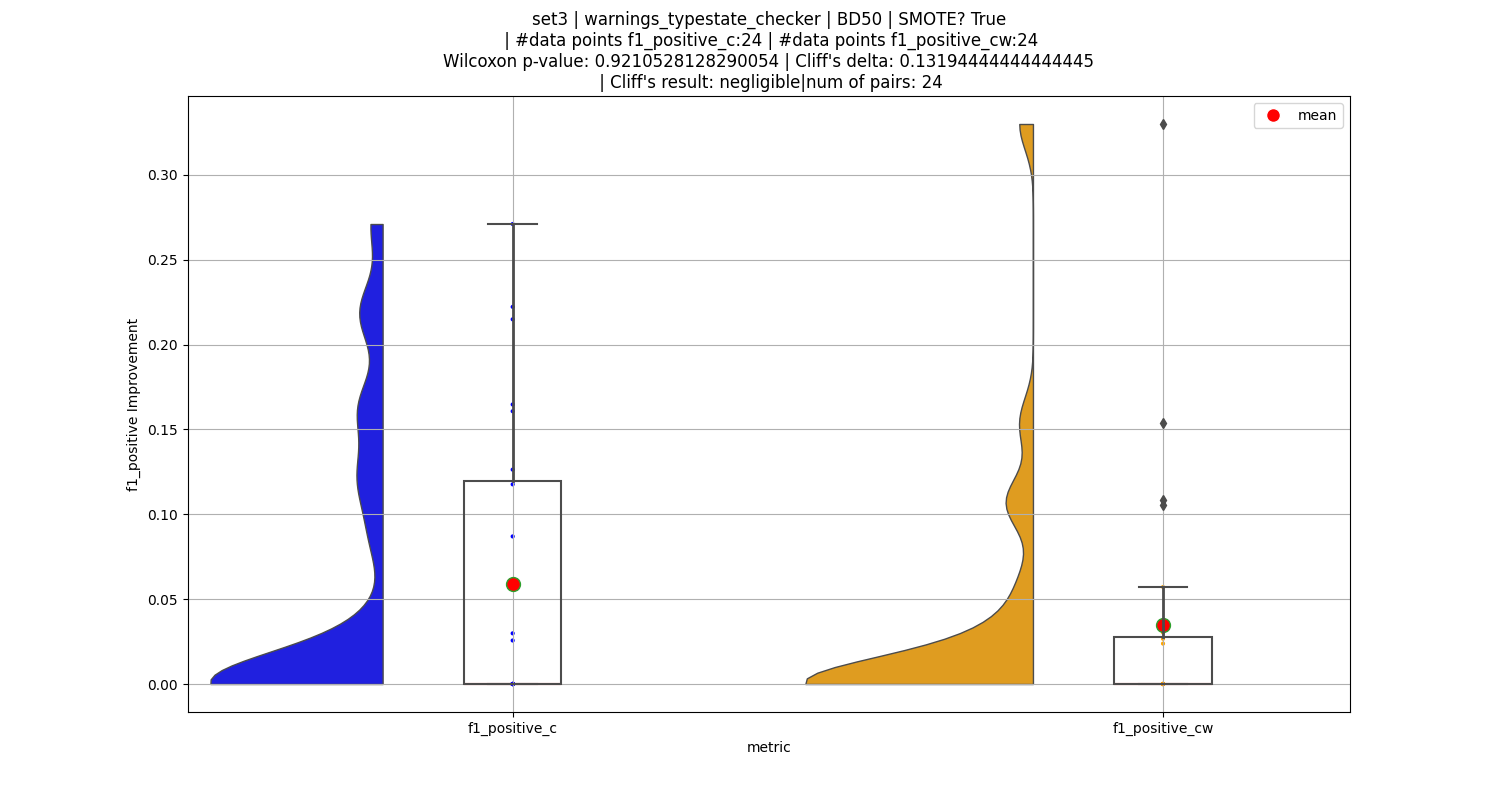 set3 | warnings_typestate_checker | BD50 | SMOTE? True
| #data points f1_positive_c:24 | #data points f1_positive_cw:24
Wilcoxon p-value: 0.9210528128290054 | Cliff's delta: 0.13194444444444445
| Cliff's result: negligible|num of pairs: 24
mean
0.30
0.25
0.20
0.15
0.10
0.05
0.00
f1_positive Improvement
f1_positive_c
f1_positive_cw
metric